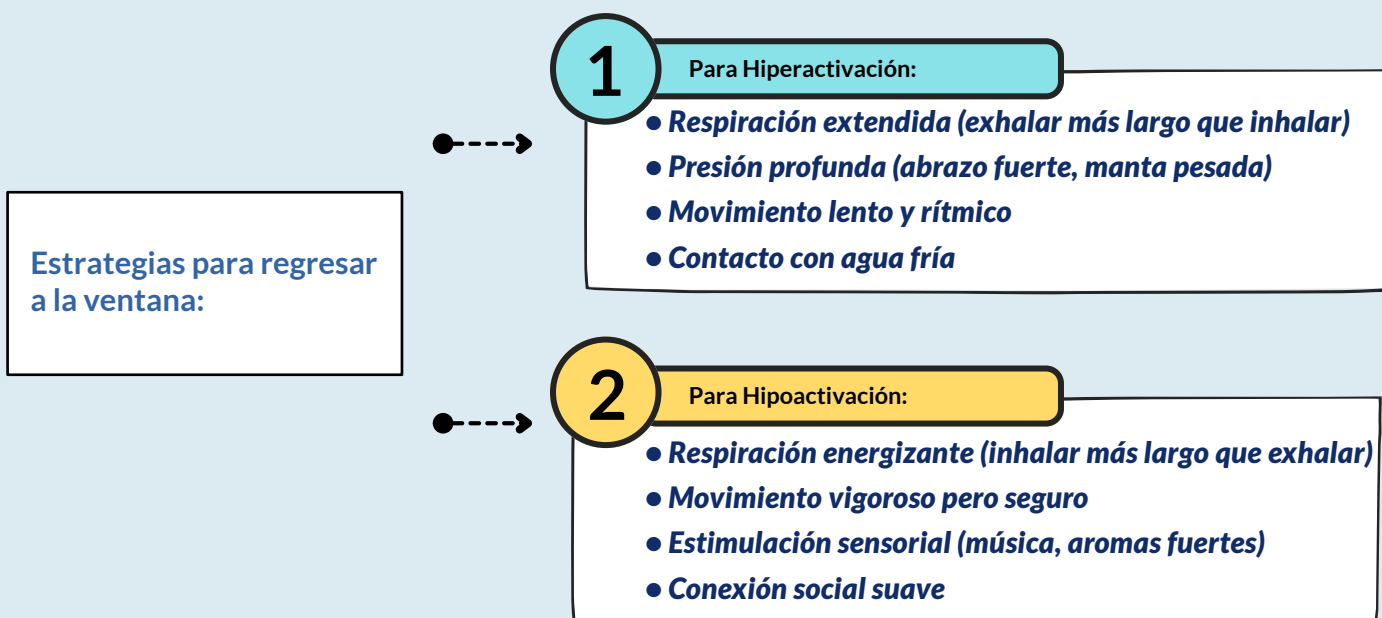 Estrategias para regresar
a la ventana:
1
Para Hiperactivación:
• Respiración extendida (exhalar más largo que inhalar)
• Presión profunda (abrazo fuerte, manta pesada)
• Movimiento lento y rítmico
• Contacto con agua fría
2
Para Hipoactivación:
• Respiración energizante (inhalar más largo que exhalar)
• Movimiento vigoroso pero seguro
• Estimulación sensorial (música, aromas fuertes)
• Conexión social suave